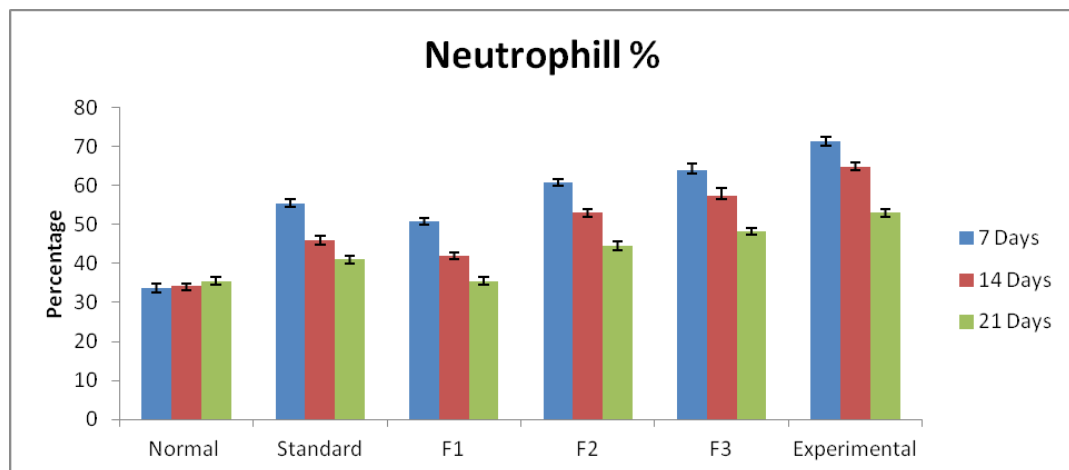 Neutrophill %
80
70
60
50
40
30
20
10
0
Percentage
Normal Standard F1 F2 F3 Experimental
7 Days
14 Days
21 Days